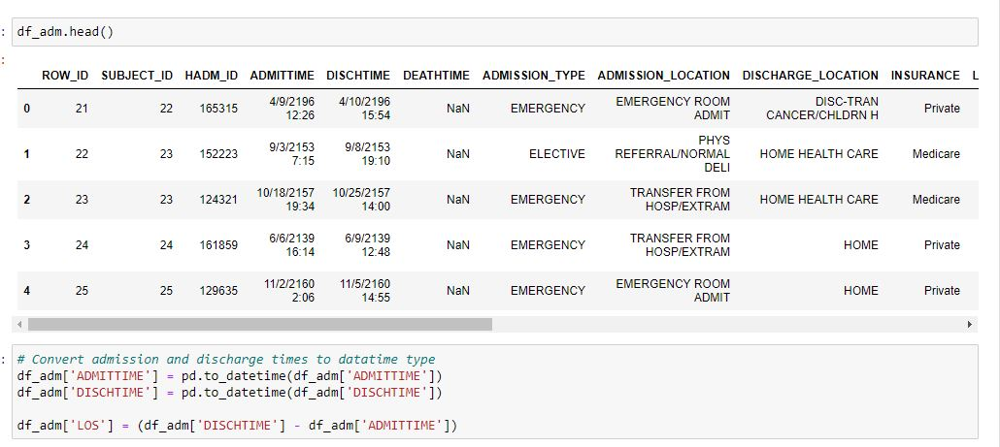 : df_adm.head()
:
ROW_ID SUBJECT_ID HADM_ID ADMITTIME DISCHTIME DEATHTIME ADMISSION_TYPE ADMISSION_LOCATION DISCHARGE_LOCATION INSURANCE L
0 21 22 165315 4/9/2196 12:26 4/10/2196 15:54 NaN EMERGENCY EMERGENCY ROOM ADMIT DISC-TRAN CANCER/CHLDRN H Private
1 22 23 152223 9/3/2153 7:15 9/8/2153 19:10 NaN ELECTIVE PHYS REFERRAL/NORMAL DELI HOME HEALTH CARE Medicare
2 23 23 124321 10/18/2157 19:34 10/25/2157 14:00 NaN EMERGENCY TRANSFER FROM HOSP/EXTRAM HOME HEALTH CARE Medicare
3 24 24 161859 6/6/2139 16:14 6/9/2139 12:48 NaN EMERGENCY TRANSFER FROM HOSP/EXTRAM HOME Private
4 25 25 129635 11/2/2160 2:06 11/5/2160 14:55 NaN EMERGENCY EMERGENCY ROOM ADMIT HOME Private
: # Convert admission and discharge times to datatime type
df_adm['ADMITTIME'] = pd.to_datetime(df_adm['ADMITTIME'])
df_adm['DISCHTIME'] = pd.to_datetime(df_adm['DISCHTIME'])
df_adm['LOS'] = (df_adm['DISCHTIME'] - df_adm['ADMITTIME'])